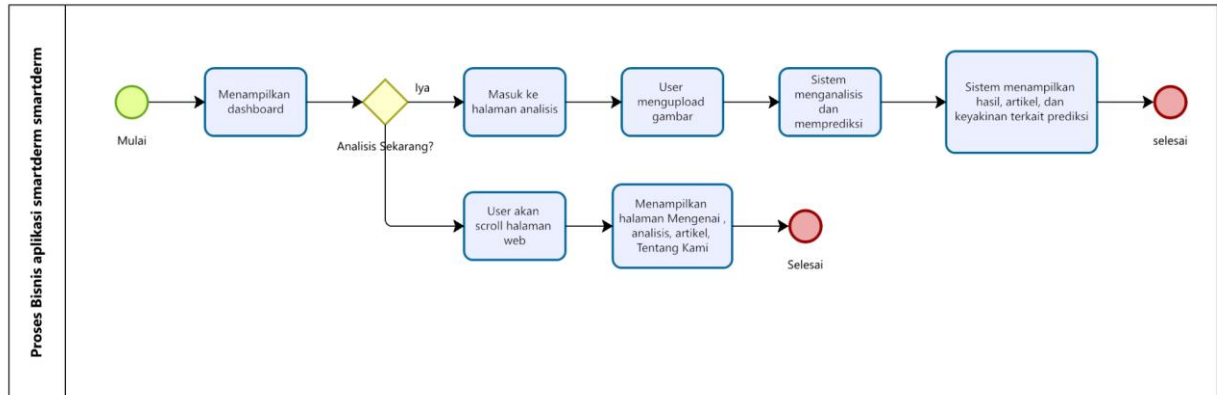 Proses Bisnis aplikasi smartderm smartderm
Mulai
Menampilkan
dashboard
Analisis Sekarang?
Iya
Masuk ke
halaman analisis
User
mengupload
gambar
Sistem
menganalisis
dan
memprediksi
Sistem menampilkan
hasil, artikel, dan
keyakinan terkait prediksi
selesai
User akan
scroll halaman
web
Menampilkan
halaman Mengenai ,
analisis, artikel,
Tentang Kami
Selesai